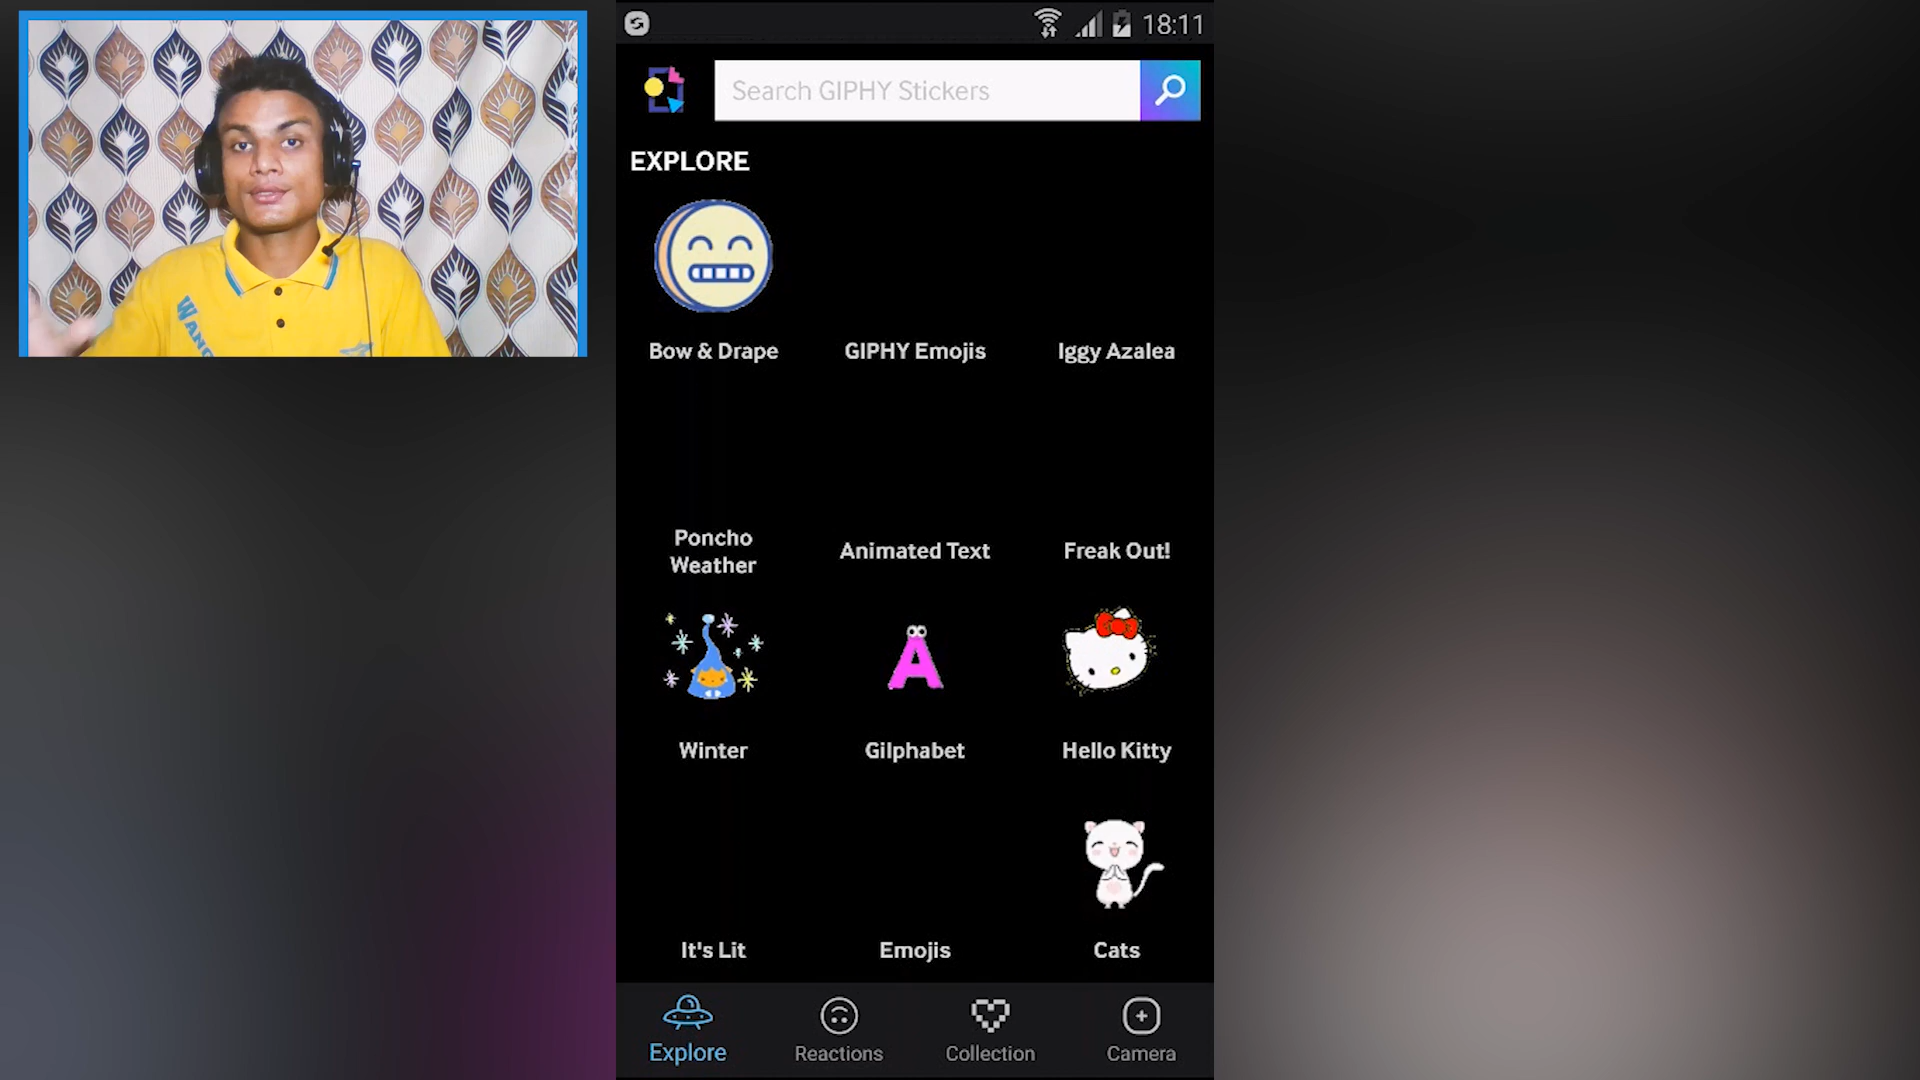 18:11
Search GIPHY Stickers
EXPLORE
Bow & Drape
GIPHY Emojis
Iggy Azalea
Poncho
Weather
Animated Text
Freak Out!
Winter
Gilphabet
Hello Kitty
It's Lit
Emojis
Cats
Explore
Reactions
Collection
Camera